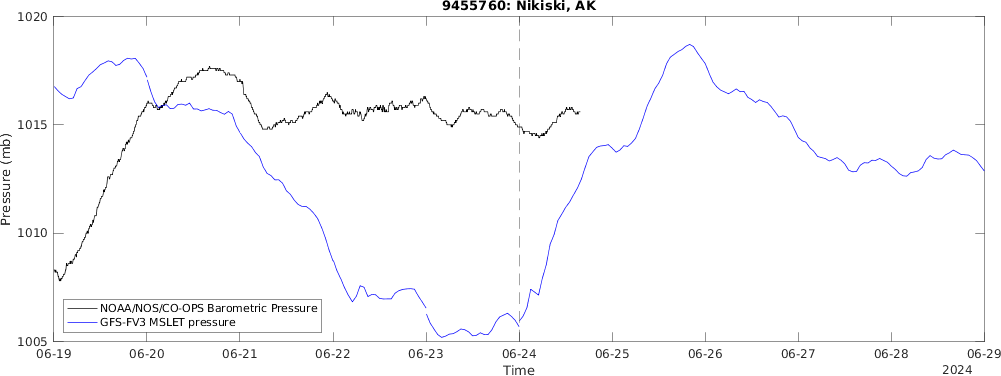 9455760: Nikiski, AK
1020
1015
1010
1005
Pressure (mb)
NOAA/NOS/CO-OPS Barometric Pressure
GFS-FV3 MSLET pressure
06-19 06-20 06-21 06-22 06-23 06-24 06-25 06-26 06-27 06-28 06-29
Time
2024